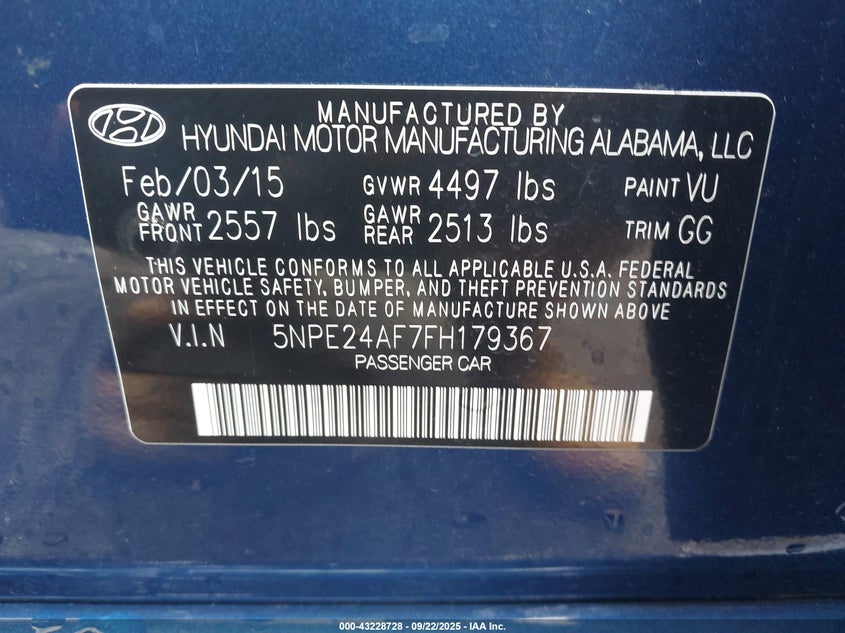 MANUFACTURED BY
HYUNDAI MOTOR MANUFACTURING ALABAMA, LLC
Feb/03/15 GVWR 4497 lbs PAINT VU
GAWR FRONT 2557 lbs GAWR REAR 2513 lbs TRIM GG
THIS VEHICLE CONFORMS TO ALL APPLICABLE U.S.A. FEDERAL
MOTOR VEHICLE SAFETY, BUMPER, AND THEFT PREVENTION STANDARDS
IN EFFECT ON THE DATE OF MANUFACTURE SHOWN ABOVE
V.I.N 5NPE24AF7FH179367
PASSENGER CAR
000-43228728 - 09/22/2025 - IAA Inc.